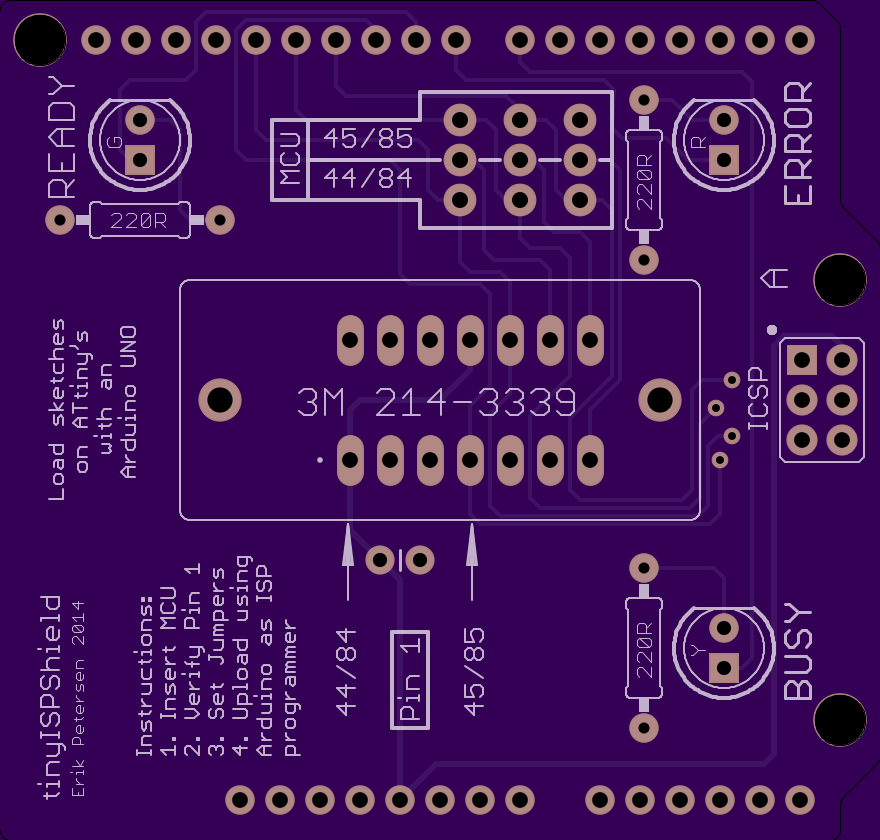 READY
G
220R
MCU
45/85
44/84
220R
R
ERROR
A
Load sketches
on ATtiny's
with an
Arduino UNO
3M 214-3339
ICSP
tinyISPShield
Erik Petersen 2014
Instructions:
1. Insert MCU
2. Verify Pin 1
3. Set Jumpers
4. Upload using
Arduino as ISP
programmer
44/84
Pin 1
45/85
220R
Y
BUSY